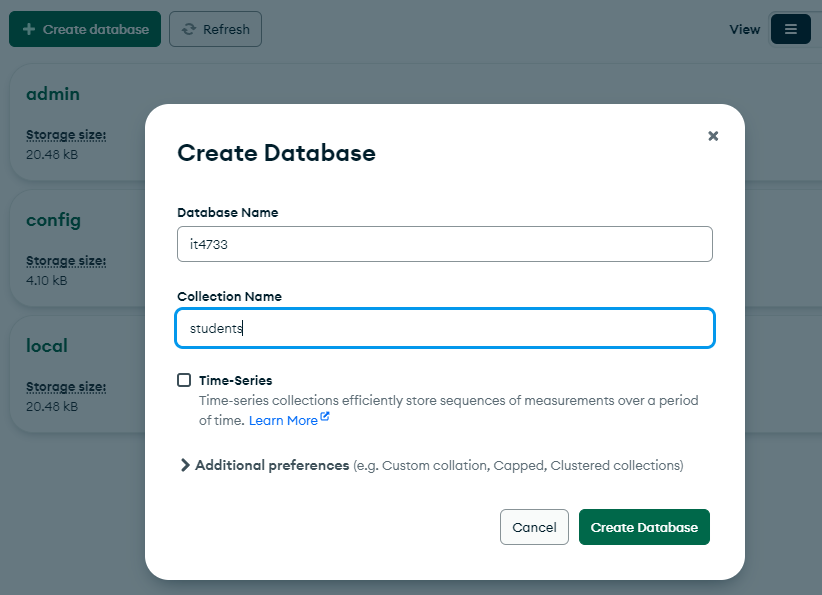 Create database
Refresh
View
admin
Storage size:
20.48 kB
config
Storage size:
4.10 kB
local
Storage size:
20.48 kB
Create Database
Database Name
it4733
Collection Name
students
Time-Series
Time-series collections efficiently store sequences of measurements over a period
of time. Learn More
Additional preferences (e.g. Custom collation, Capped, Clustered collections)
Cancel
Create Database